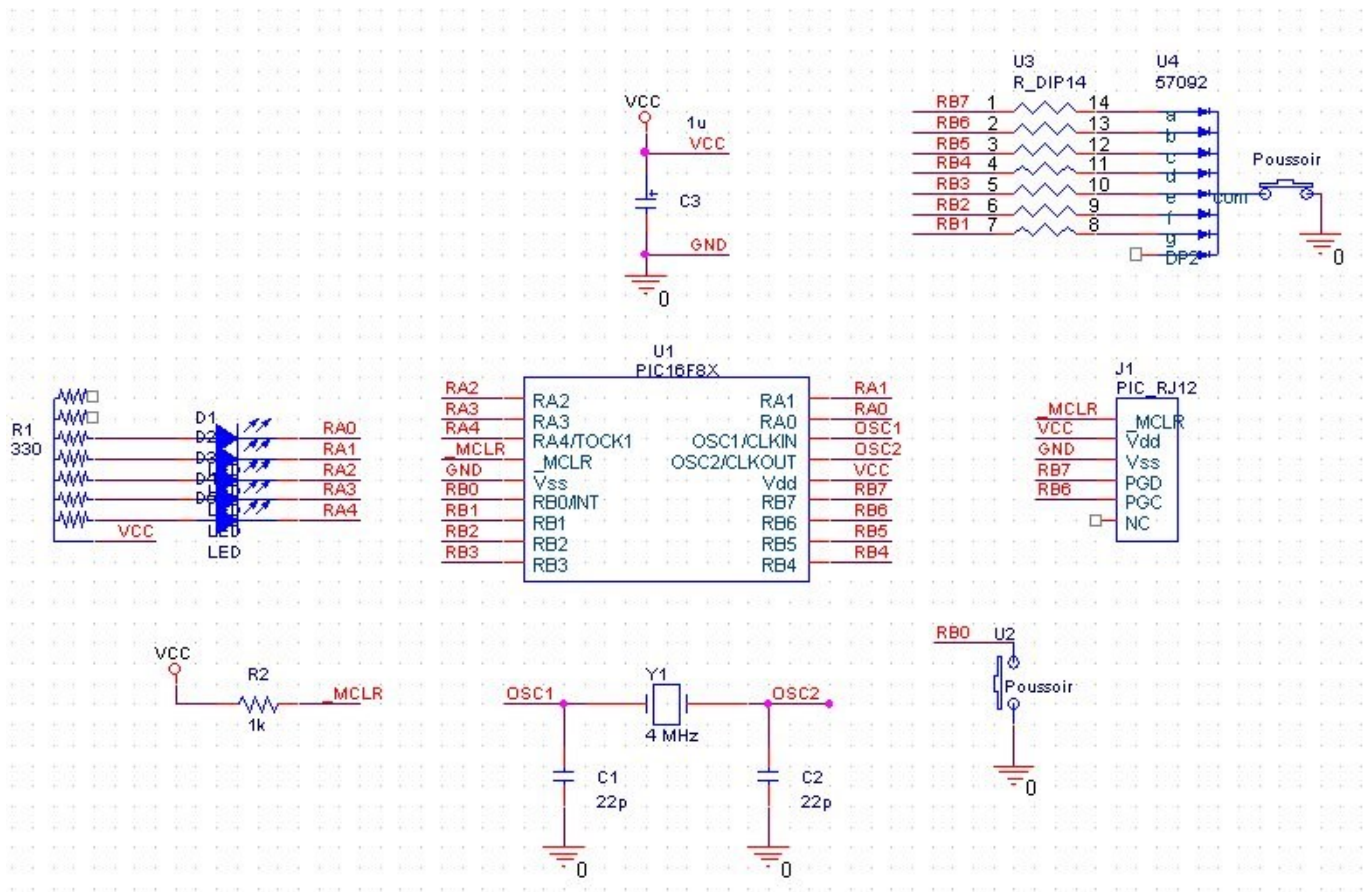 U3
R_DIP14
U4
57092
RB7 1 14 a
RB6 2 13 b
RB5 3 12 c
RB4 4 11 d
RB3 5 10 e
RB2 6 9 f
RB1 7 8 g
DP2
com
Poussoir
0
VCC
1u
VCC
C3
GND
0
R1
330
D1
D2
D3
D4
D5
RA0
RA1
RA2
RA3
RA4
VCC
LED
LED
U1
PIC16F8X
RA2 RA2 RA1 RA1
RA3 RA3 RA0 RA0
RA4 RA4/TOCK1 OSC1/CLKIN OSC1
_MCLR _MCLR OSC2/CLKOUT OSC2
GND Vss Vdd VCC
RB0 RB0/INT RB7 RB7
RB1 RB1 RB6 RB6
RB2 RB2 RB5 RB5
RB3 RB3 RB4 RB4
J1
PIC_RJ12
_MCLR _MCLR
VCC Vdd
GND Vss
RB7 PGD
RB6 PGC
NC
VCC
R2
_MCLR
1k
OSC1
Y1
OSC2
4 MHz
C1
22p
0
C2
22p
0
RB0
U2
Poussoir
0